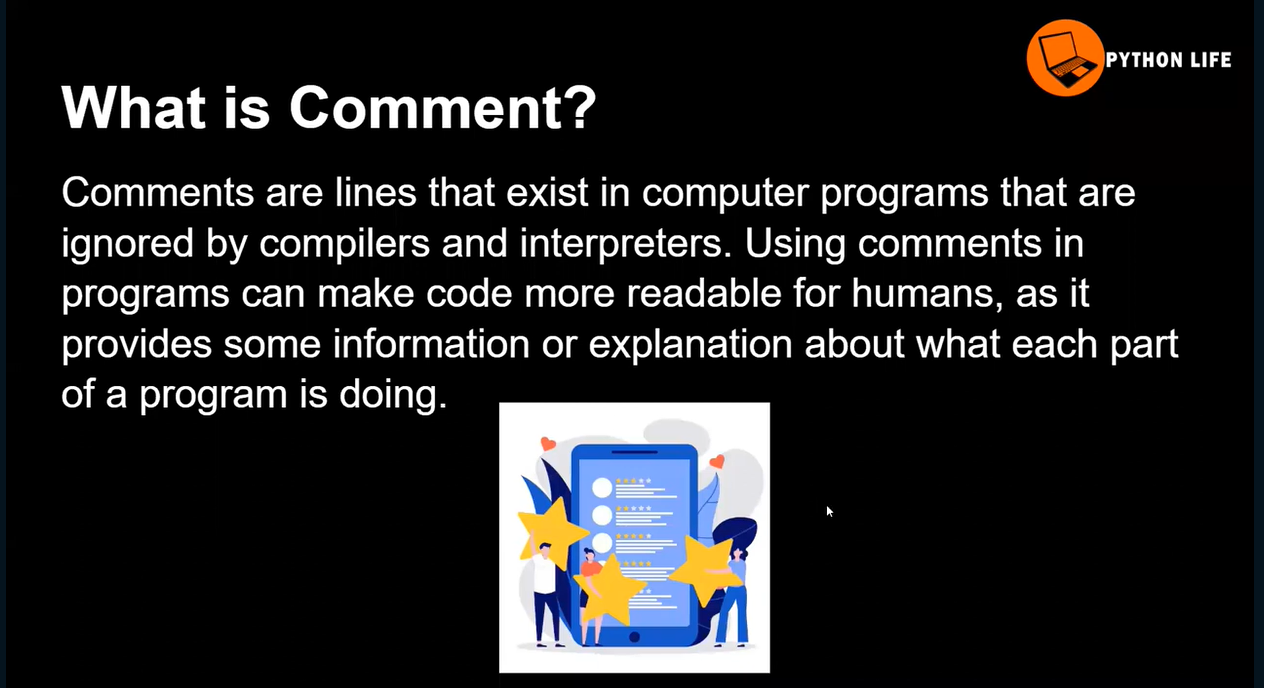 PYTHON LIFE
What is Comment?
Comments are lines that exist in computer programs that are
ignored by compilers and interpreters. Using comments in
programs can make code more readable for humans, as it
provides some information or explanation about what each part
of a program is doing.